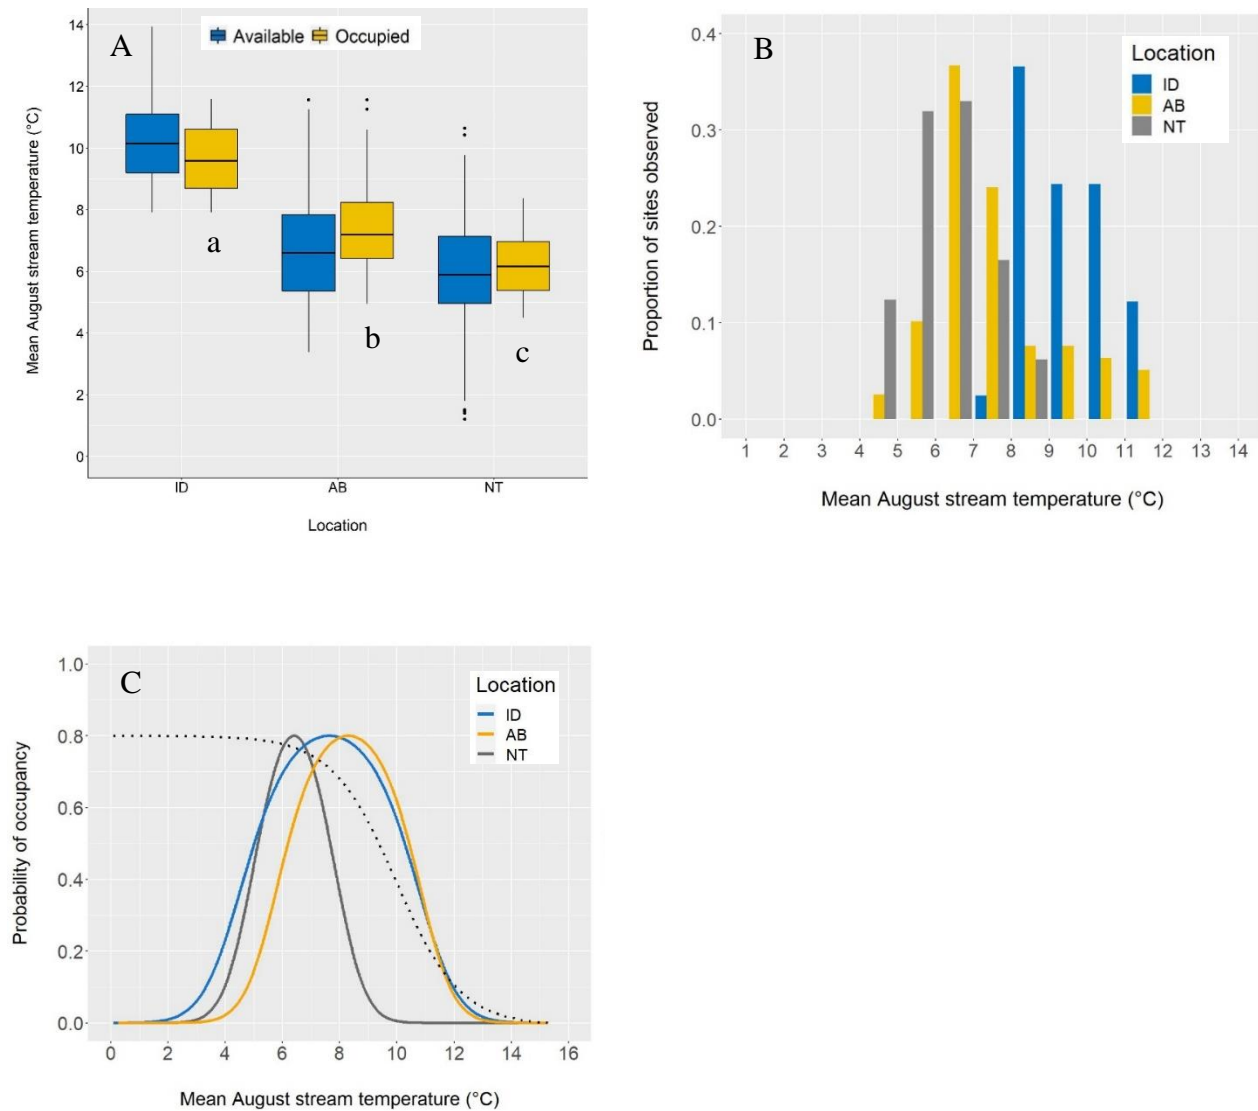 A
Available Occupied
Mean August stream temperature (°C)
14
12
10
8
6
4
2
0
a
b
c
ID AB NT
Location
B
Location
ID
AB
NT
Proportion of sites observed
0.4
0.3
0.2
0.1
0.0
1 2 3 4 5 6 7 8 9 10 11 12 13 14
Mean August stream temperature (°C)
C
Location
ID
AB
NT
Probability of occupancy
1.0
0.8
0.6
0.4
0.2
0.0
0 2 4 6 8 10 12 14 16
Mean August stream temperature (°C)